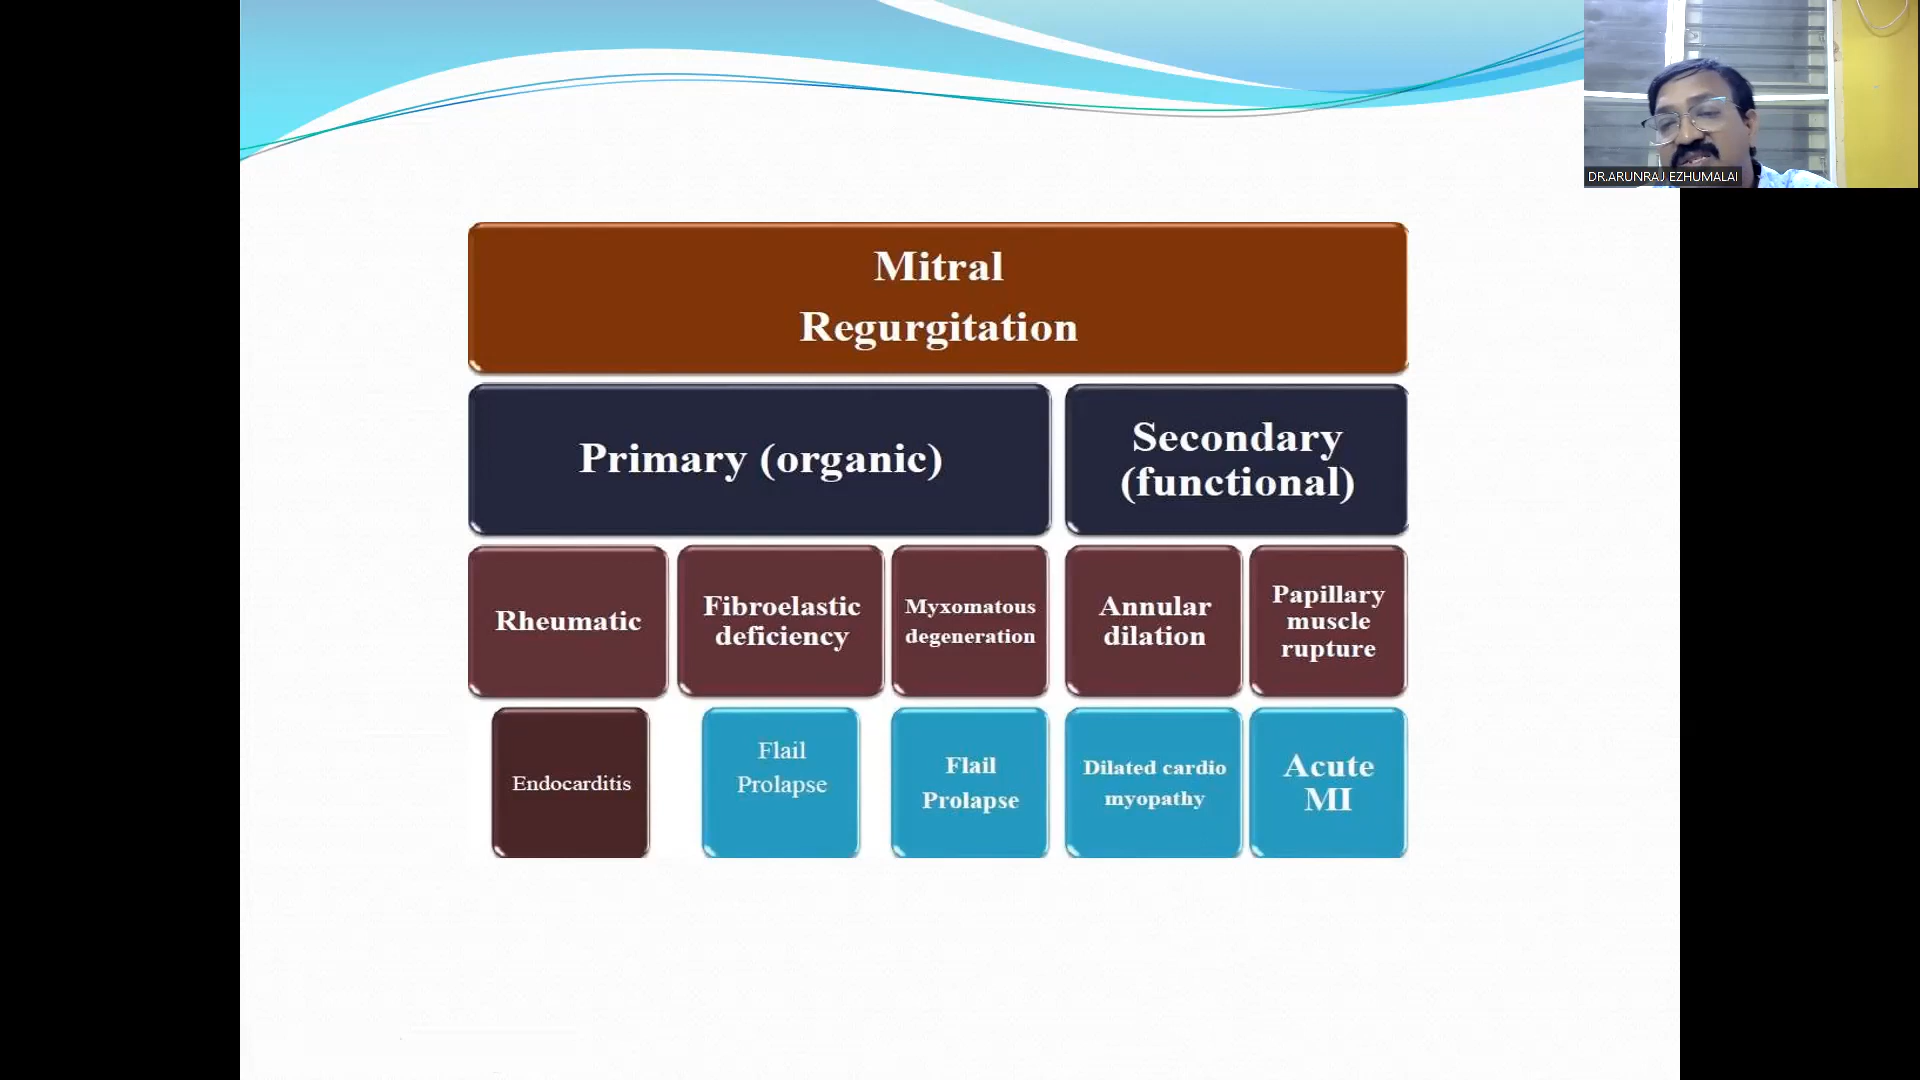 DR.ARUNRAJ EZHUMALAI
Mitral
Regurgitation
Primary (organic)
Secondary
(functional)
Rheumatic
Fibroelastic
deficiency
Myxomatous
degeneration
Annular
dilation
Papillary
muscle
rupture
Endocarditis
Flail
Prolapse
Flail
Prolapse
Dilated cardio
myopathy
Acute
MI